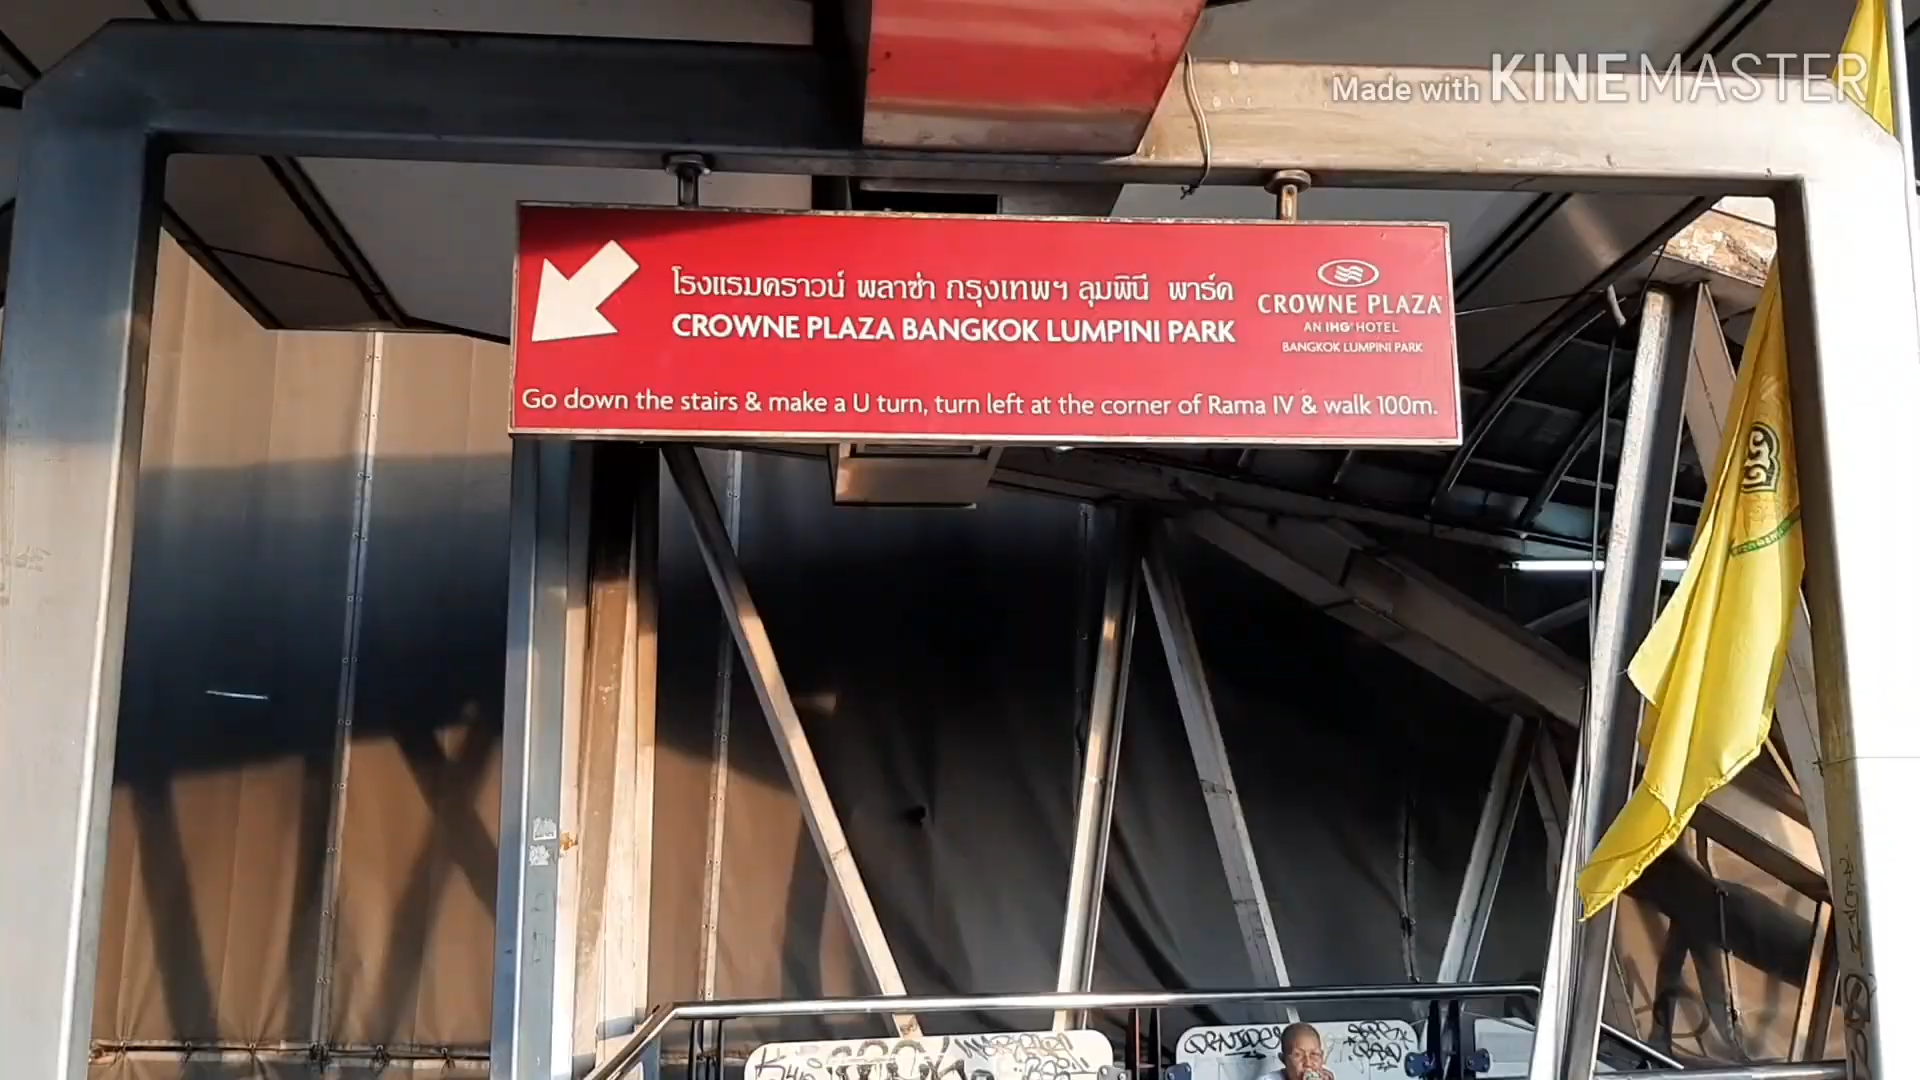 Made with KINEMASTER
โรงแรมคราวน์ พลาซ่า กรุงเทพฯ ลุมพินี พาร์ค
CROWNE PLAZA BANGKOK LUMPINI PARK
CROWNE PLAZA
AN IHG® HOTEL
BANGKOK LUMPINI PARK
Go down the stairs & make a U turn, turn left at the corner of Rama IV & walk 100m.